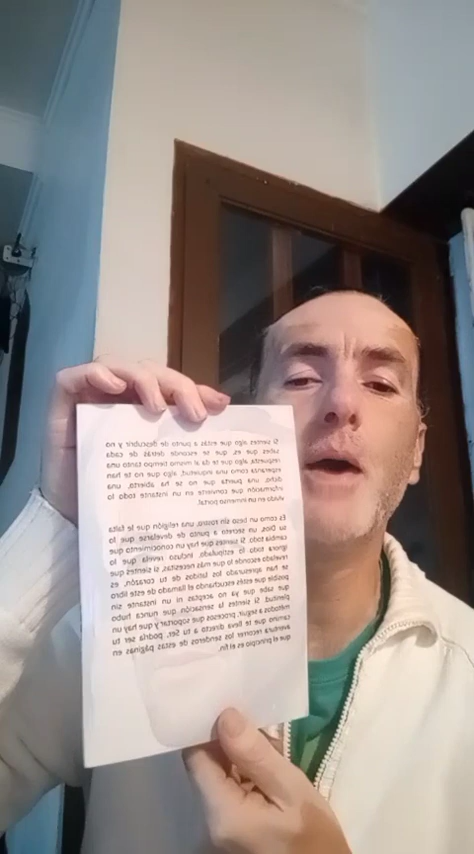 Si sientes algo que estás a punto de descubrir y no
sabes que es, que se esconde detrás de cada
respuesta, algo que te da al mismo tiempo tanto una
esperanza como una inquietud. Algo que no te han
dicho, una puerta que no se ha abierto, una
información que convierte en un instante todo lo
vivido en un inmenso portal.
Es como un beso sin rostro, una religión que le falta
su Dios, un secreto a punto de develarse que lo
cambia todo. Si sientes que hay un conocimiento que
ignora todo lo estipulado, incluso revela que lo
revelado esconde lo que más necesitas, si sientes que
se han apresurado los latidos de tu corazón, es
posible que estés escuchando el llamado de este libro
que sabe que ya no aceptas ni un instante sin
plenitud. Si sientes la sensación que nunca hubo
métodos a seguir, procesos que soportar y que hay un
camino que te lleva directo a tu Ser, podría ser tu
aventura recorrer los senderos de estas páginas en
que el principio es el fin.